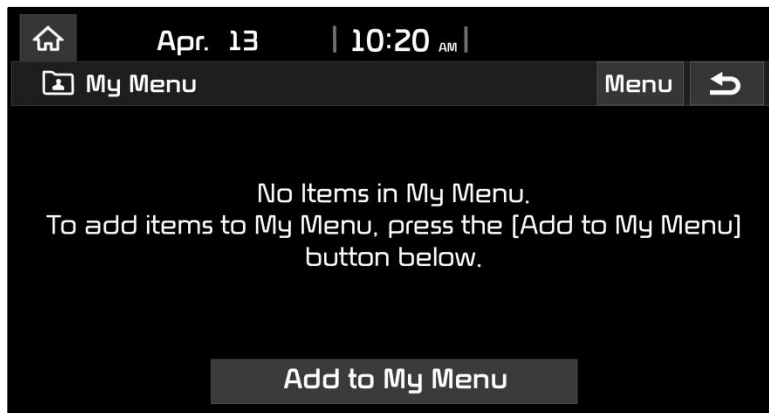 Apr. 13 | 10:20 AM |
My Menu Menu
No Items in My Menu.
To add items to My Menu, press the [Add to My Menu]
button below.
Add to My Menu